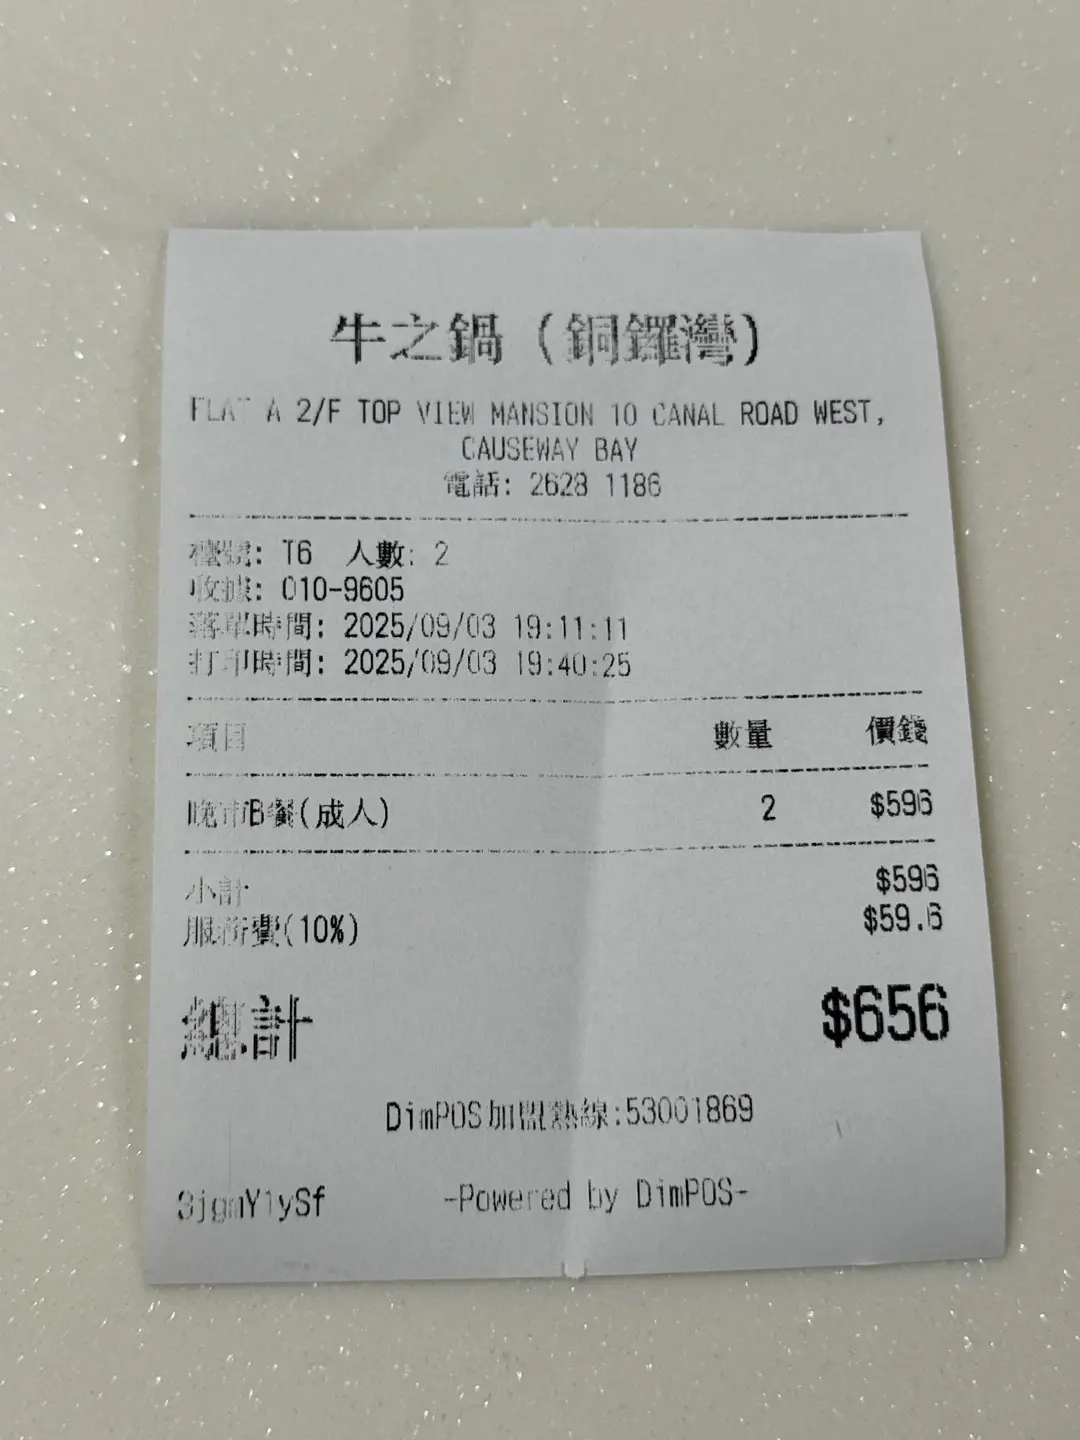 牛之鍋（銅鑼灣）
FLAT A 2/F TOP VIEW MANSION 10 CANAL ROAD WEST,
CAUSEWAY BAY
電話: 2628 1186
檯號: T6 人數: 2
收據: 010-9605
落單時間: 2025/09/03 19:11:11
打印時間: 2025/09/03 19:40:25
項目 數量 價錢
晚市B餐(成人) 2 $596
小計 $596
服務費(10%) $59.6
總計 $656
DimPOS加盟熱線:53001869
3jgmY1ySf -Powered by DimPOS-